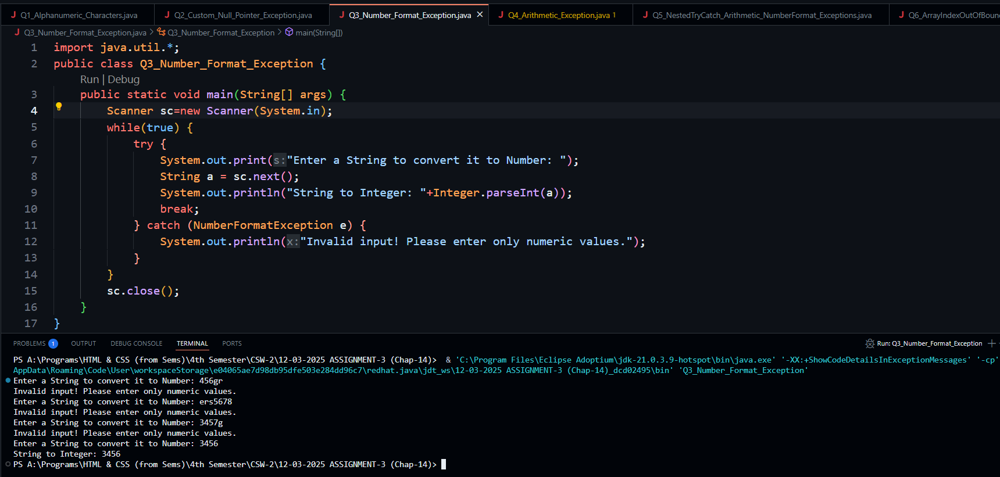 Q1_Alphanumeric_Characters.java Q2_Custom_Null_Pointer_Exception.java Q3_Number_Format_Exception.java Q4_Arithmetic_Exception.java 1 Q5_NestedTryCatch_Arithmetic_NumberFormat_Exceptions.java Q6_ArrayIndexOutOfBoun
Q3_Number_Format_Exception.java > Q3_Number_Format_Exception > main(String[])
1 import java.util.*;
2 public class Q3_Number_Format_Exception {
Run | Debug
3 public static void main(String[] args) {
4 Scanner sc=new Scanner(System.in);
5 while(true) {
6 try {
7 System.out.print(s:"Enter a String to convert it to Number: ");
8 String a = sc.next();
9 System.out.println("String to Integer: "+Integer.parseInt(a));
10 break;
11 } catch (NumberFormatException e) {
12 System.out.println(x:"Invalid input! Please enter only numeric values.");
13 }
14 }
15 sc.close();
16 }
17 }
PROBLEMS 1 OUTPUT DEBUG CONSOLE TERMINAL PORTS Run: Q3_Number_Format_Exception
PS A:\Programs\HTML & CSS (from Sems)\4th Semester\CSW-2\12-03-2025 ASSIGNMENT-3 (Chap-14)> & 'C:\Program Files\Eclipse Adoptium\jdk-21.0.3.9-hotspot\bin\java.exe' '-XX:+ShowCodeDetailsInExceptionMessages' '-cp'
AppData\Roaming\Code\User\workspaceStorage\e04065ae7d98db95dfe503e284dd96c7\redhat.java\jdt_ws\12-03-2025 ASSIGNMENT-3 (Chap-14)_dcd02495\bin' 'Q3_Number_Format_Exception'
Enter a String to convert it to Number: 456gr
Invalid input! Please enter only numeric values.
Enter a String to convert it to Number: ers5678
Invalid input! Please enter only numeric values.
Enter a String to convert it to Number: 3457g
Invalid input! Please enter only numeric values.
Enter a String to convert it to Number: 3456
String to Integer: 3456
PS A:\Programs\HTML & CSS (from Sems)\4th Semester\CSW-2\12-03-2025 ASSIGNMENT-3 (Chap-14)>